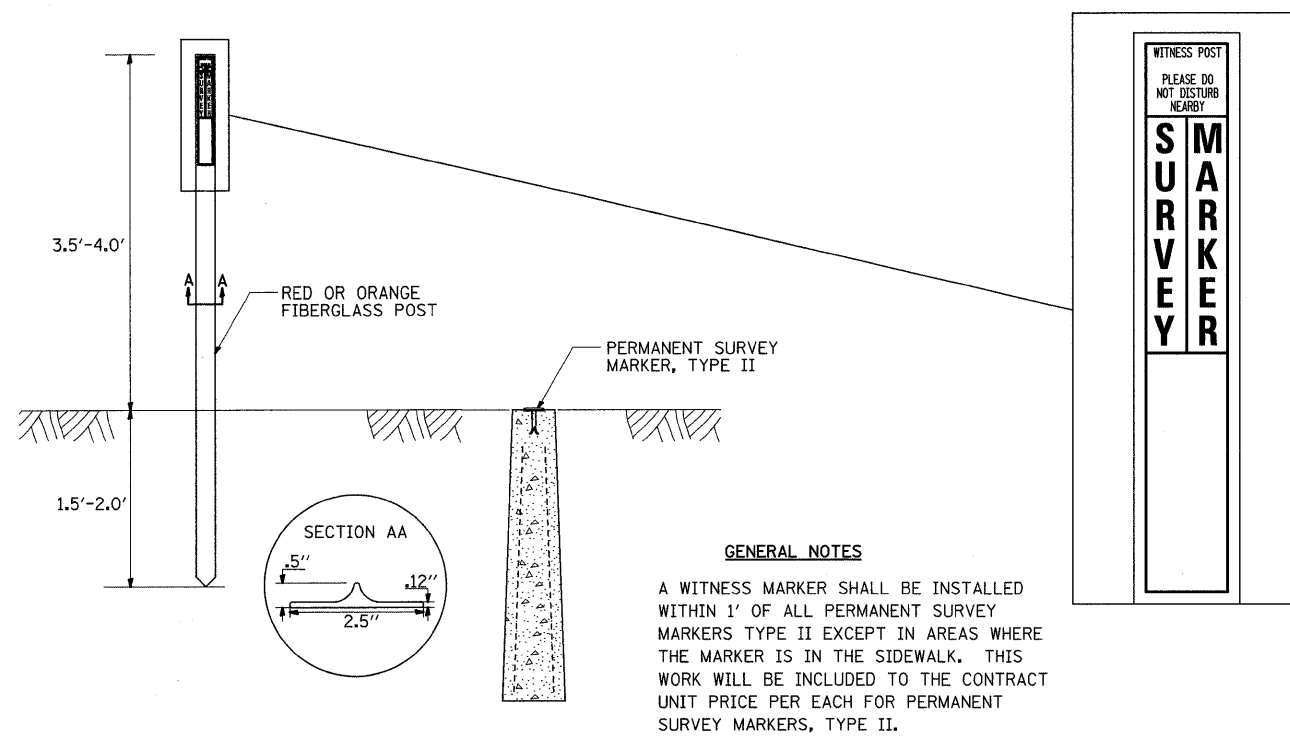 WITNESS POST
PLEASE DO
NOT DISTURB
NEARBY
SURVEY
MARKER
3.5'-4.0'
A A
RED OR ORANGE
FIBERGLASS POST
PERMANENT SURVEY
MARKER, TYPE II
1.5'-2.0'
SECTION AA
.5"
.12"
2.5"
GENERAL NOTES
A WITNESS MARKER SHALL BE INSTALLED
WITHIN 1' OF ALL PERMANENT SURVEY
MARKERS TYPE II EXCEPT IN AREAS WHERE
THE MARKER IS IN THE SIDEWALK. THIS
WORK WILL BE INCLUDED TO THE CONTRACT
UNIT PRICE PER EACH FOR PERMANENT
SURVEY MARKERS, TYPE II.